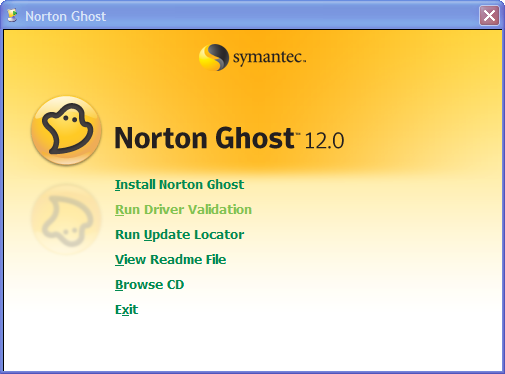 Norton Ghost
symantec.
Norton Ghost™ 12.0
Install Norton Ghost
Run Driver Validation
Run Update Locator
View Readme File
Browse CD
Exit